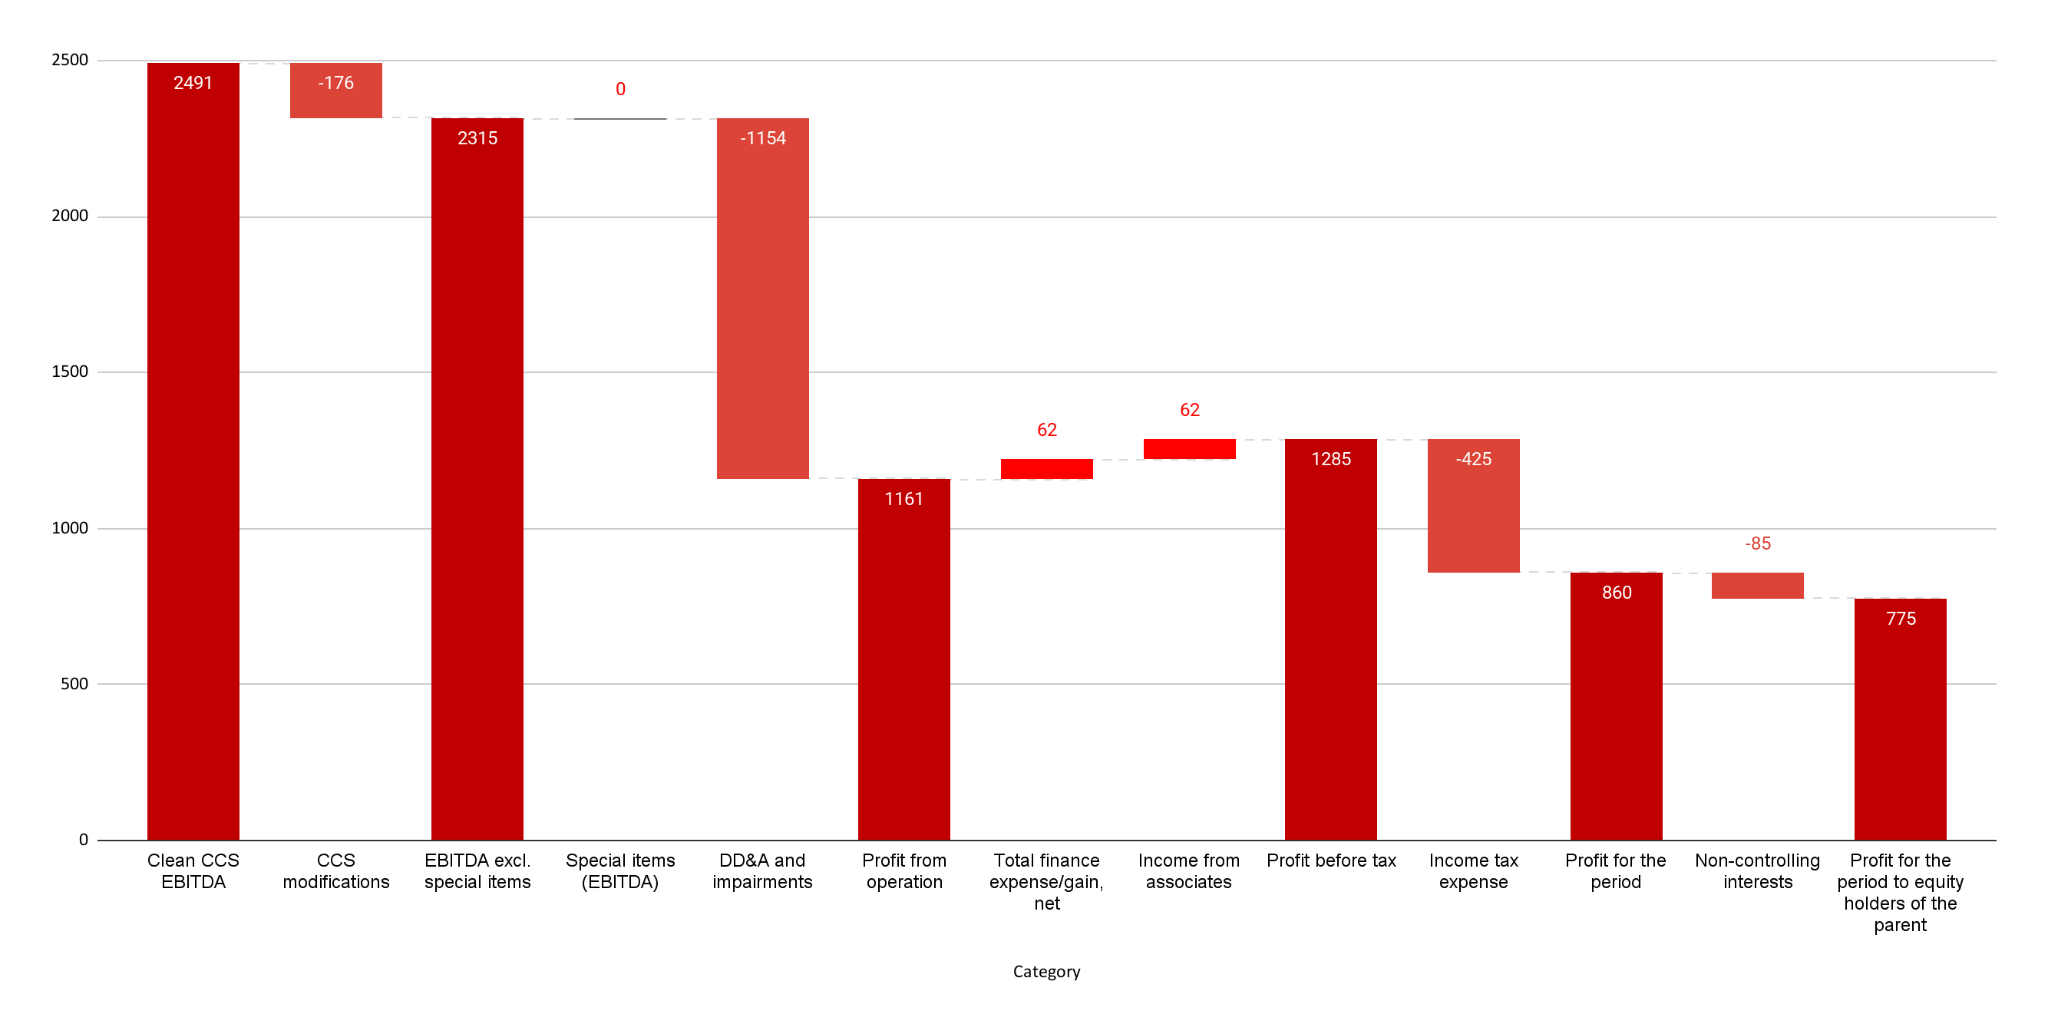 2500
2000
1500
1000
500
0
2491
-176
2315
0
-1154
1161
62
62
1285
-425
860
-85
775
Clean CCS
EBITDA
CCS
modifications
EBITDA excl.
special items
Special items
(EBITDA)
DD&A and
impairments
Profit from
operation
Total finance
expense/gain,
net
Income from
associates
Profit before tax
Income tax
expense
Profit for the
period
Non-controlling
interests
Profit for the
period to equity
holders of the
parent
Category